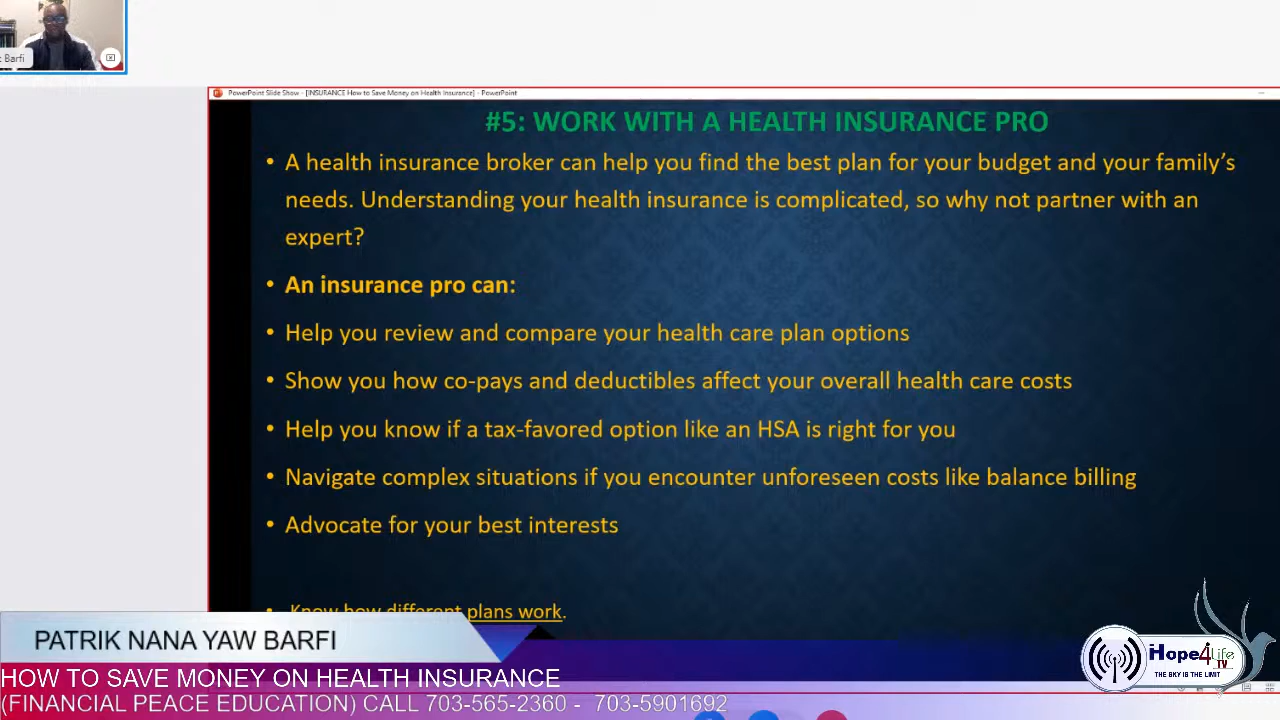 Barfi
PowerPoint Slide Show - [INSURANCE How to Save Money on Health Insurance] - PowerPoint
#5: WORK WITH A HEALTH INSURANCE PRO
• A health insurance broker can help you find the best plan for your budget and your family's
needs. Understanding your health insurance is complicated, so why not partner with an
expert?
• An insurance pro can:
• Help you review and compare your health care plan options
• Show you how co-pays and deductibles affect your overall health care costs
• Help you know if a tax-favored option like an HSA is right for you
• Navigate complex situations if you encounter unforeseen costs like balance billing
• Advocate for your best interests
• Know how different plans work.
PATRIK NANA YAW BARFI
HOW TO SAVE MONEY ON HEALTH INSURANCE
(FINANCIAL PEACE EDUCATION) CALL 703-565-2360 - 703-5901692
Hope4Life
TV
THE SKY IS THE LIMIT